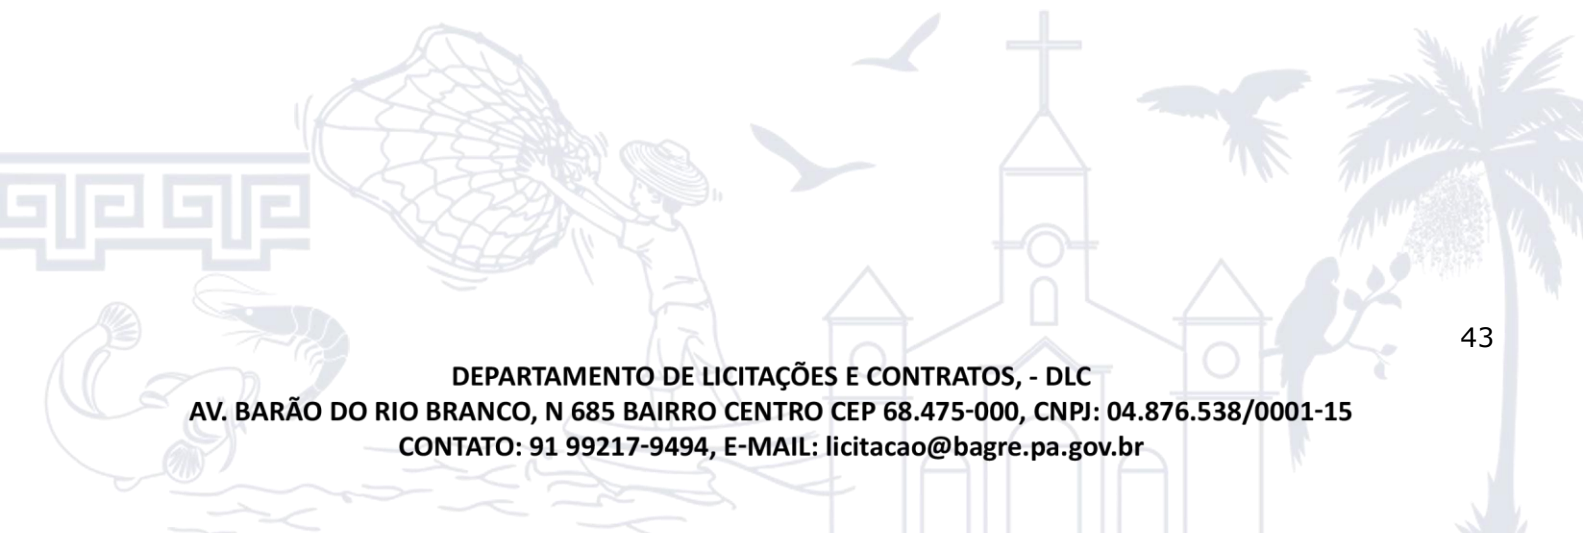 43
DEPARTAMENTO DE LICITAÇÕES E CONTRATOS, - DLC
AV. BARÃO DO RIO BRANCO, N 685 BAIRRO CENTRO CEP 68.475-000, CNPJ: 04.876.538/0001-15
CONTATO: 91 99217-9494, E-MAIL: licitacao@bagre.pa.gov.br